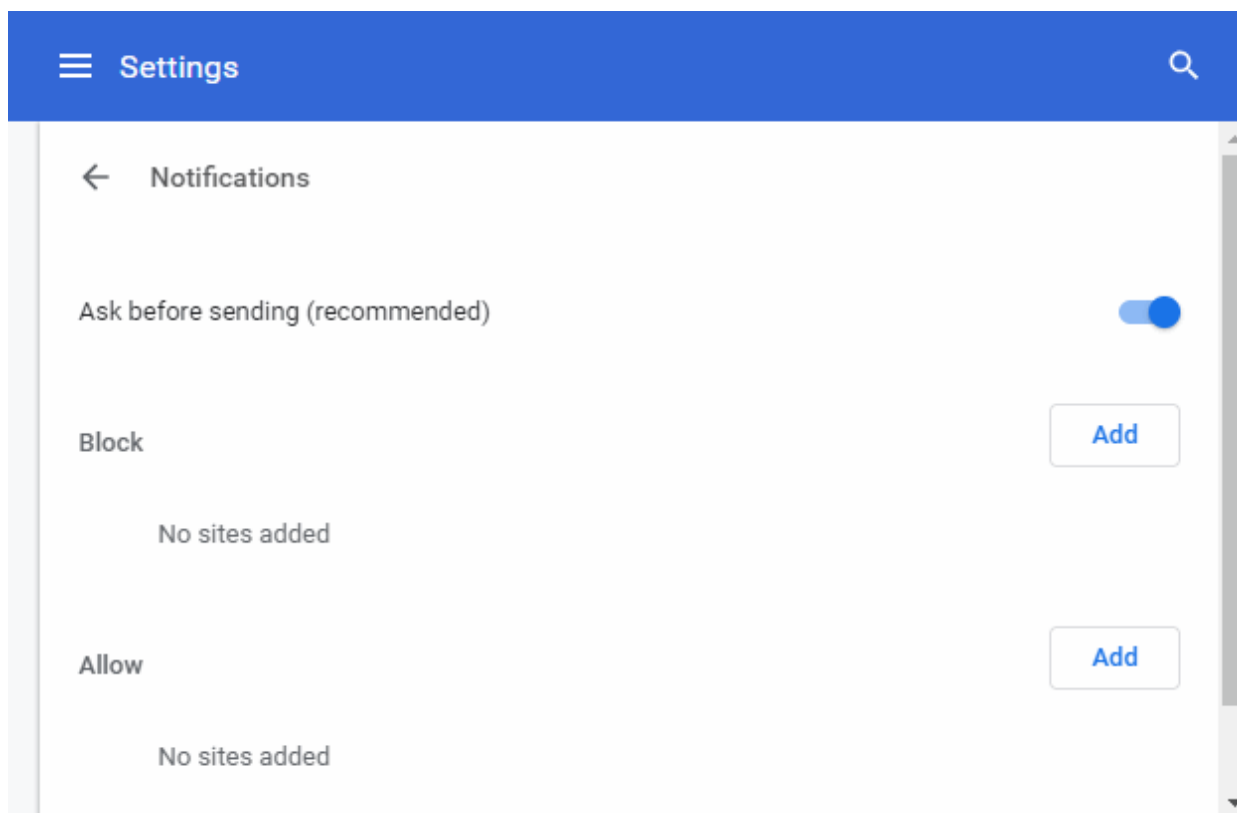 Settings
Notifications
Ask before sending (recommended)
Block
Add
No sites added
Allow
Add
No sites added